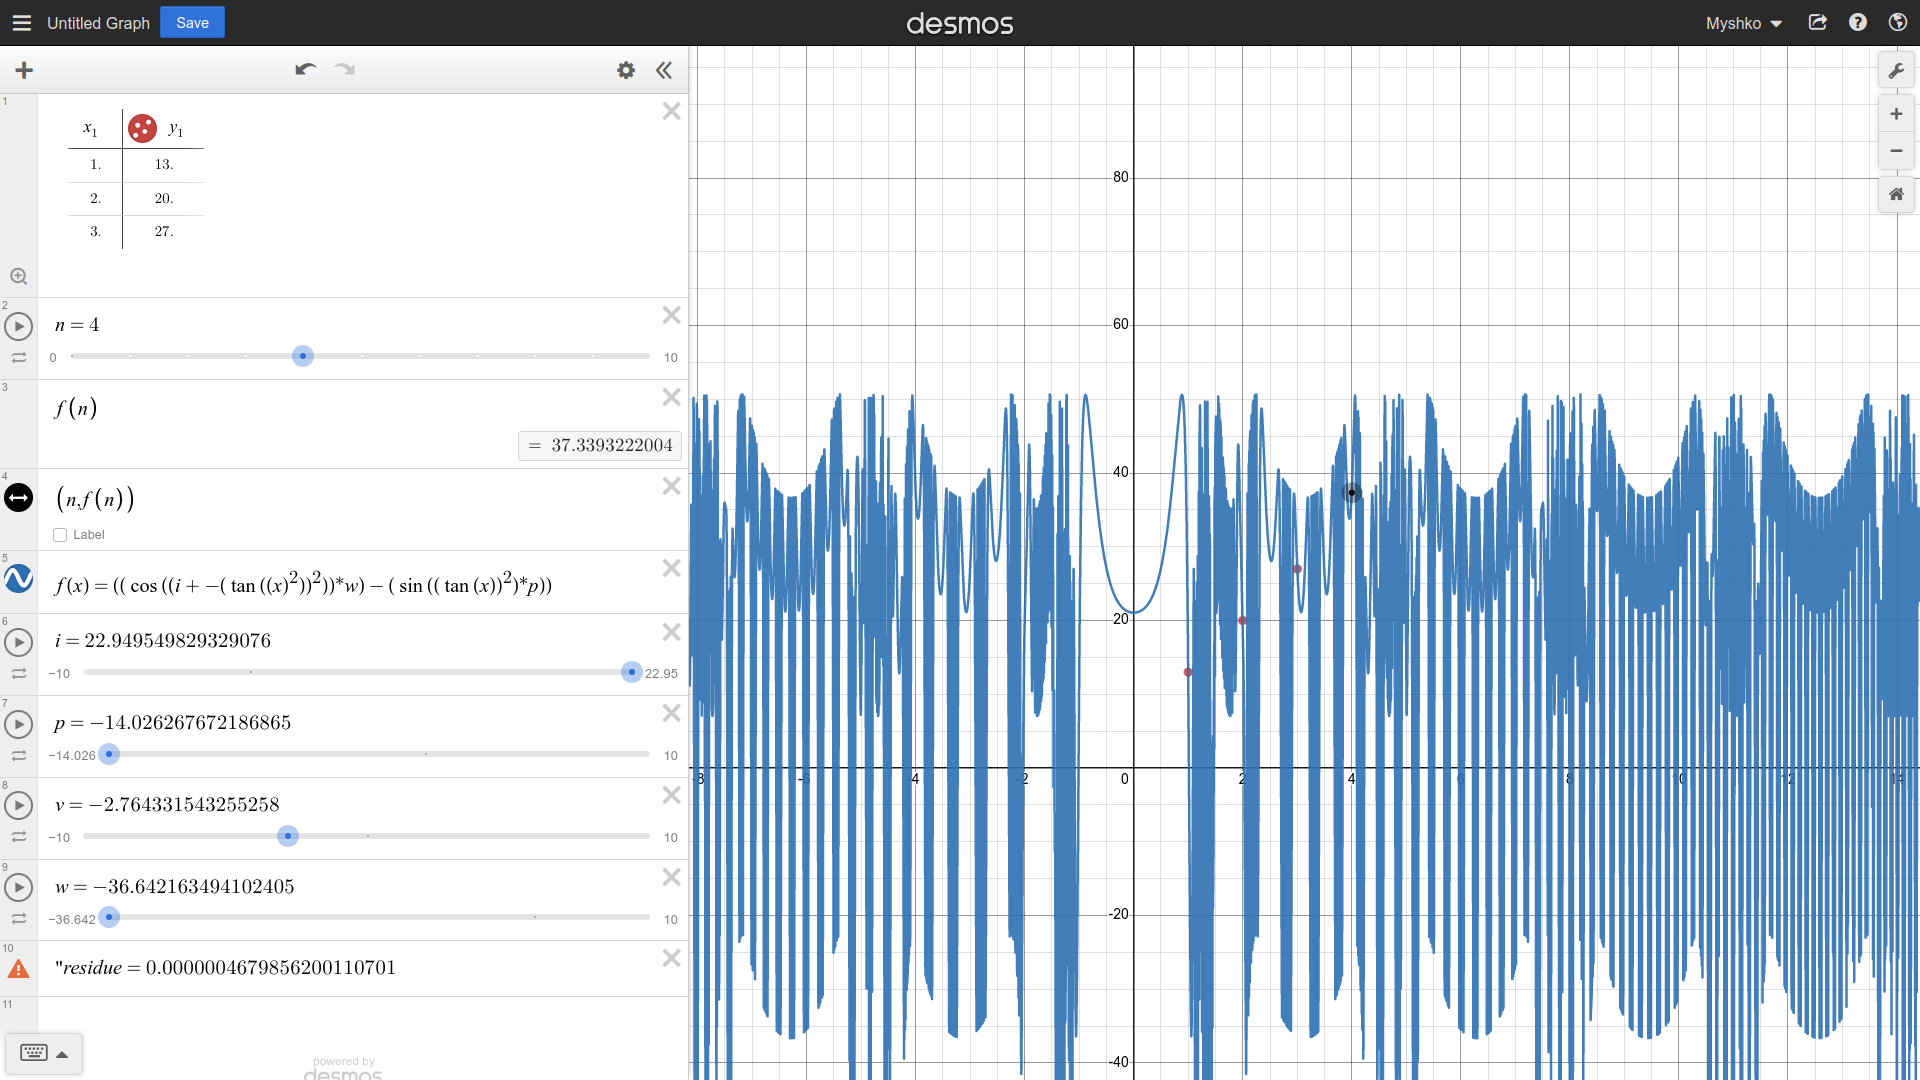 Untitled Graph Save desmos Myshko
1
x₁ y₁
1. 13.
2. 20.
3. 27.
2
n = 4
0 10
3
f(n)
= 37.3393222004
4
(n,f(n))
Label
5
f(x) = (( cos ((i + −( tan ((x)²))²))*w) − ( sin (( tan (x))²)*p))
6
i = 22.949549829329076
−10 22.95
7
p = −14.026267672186865
−14.026 10
8
v = −2.764331543255258
−10 10
9
w = −36.642163494102405
−36.642 10
10
"residue = 0.0000004679856200110701
11
powered by
desmos
80
60
40
20
-8 -6 -4 -2 0 2 4 6 8 10 12 14
-20
-40